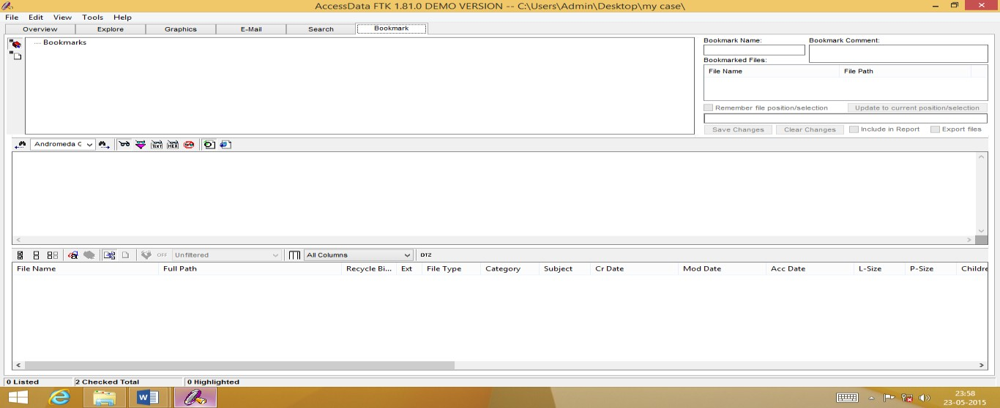 AccessData FTK 1.81.0 DEMO VERSION -- C:\Users\Admin\Desktop\my case\
File Edit View Tools Help
Overview Explore Graphics E-Mail Search Bookmark
Bookmarks
Bookmark Name: Bookmark Comment:
Bookmarked Files:
File Name File Path
Remember file position/selection Update to current position/selection
Save Changes Clear Changes Include in Report Export files
Andromeda G TEXT HEX
OFF Unfiltered All Columns DTZ
File Name Full Path Recycle Bi... Ext File Type Category Subject Cr Date Mod Date Acc Date L-Size P-Size Childre
0 Listed 2 Checked Total 0 Highlighted
23:58
23-05-2015